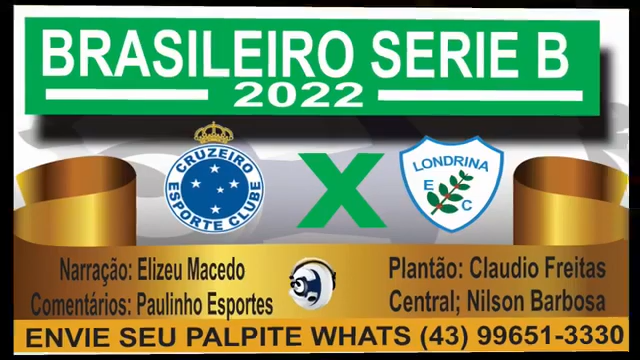 BRASILEIRO SERIE B
2022
CRUZEIRO
ESPORTE CLUBE
X
LONDRINA
E C
Narração: Elizeu Macedo
Comentários: Paulinho Esportes
Plantão: Claudio Freitas
Central; Nilson Barbosa
ENVIE SEU PALPITE WHATS (43) 99651-3330